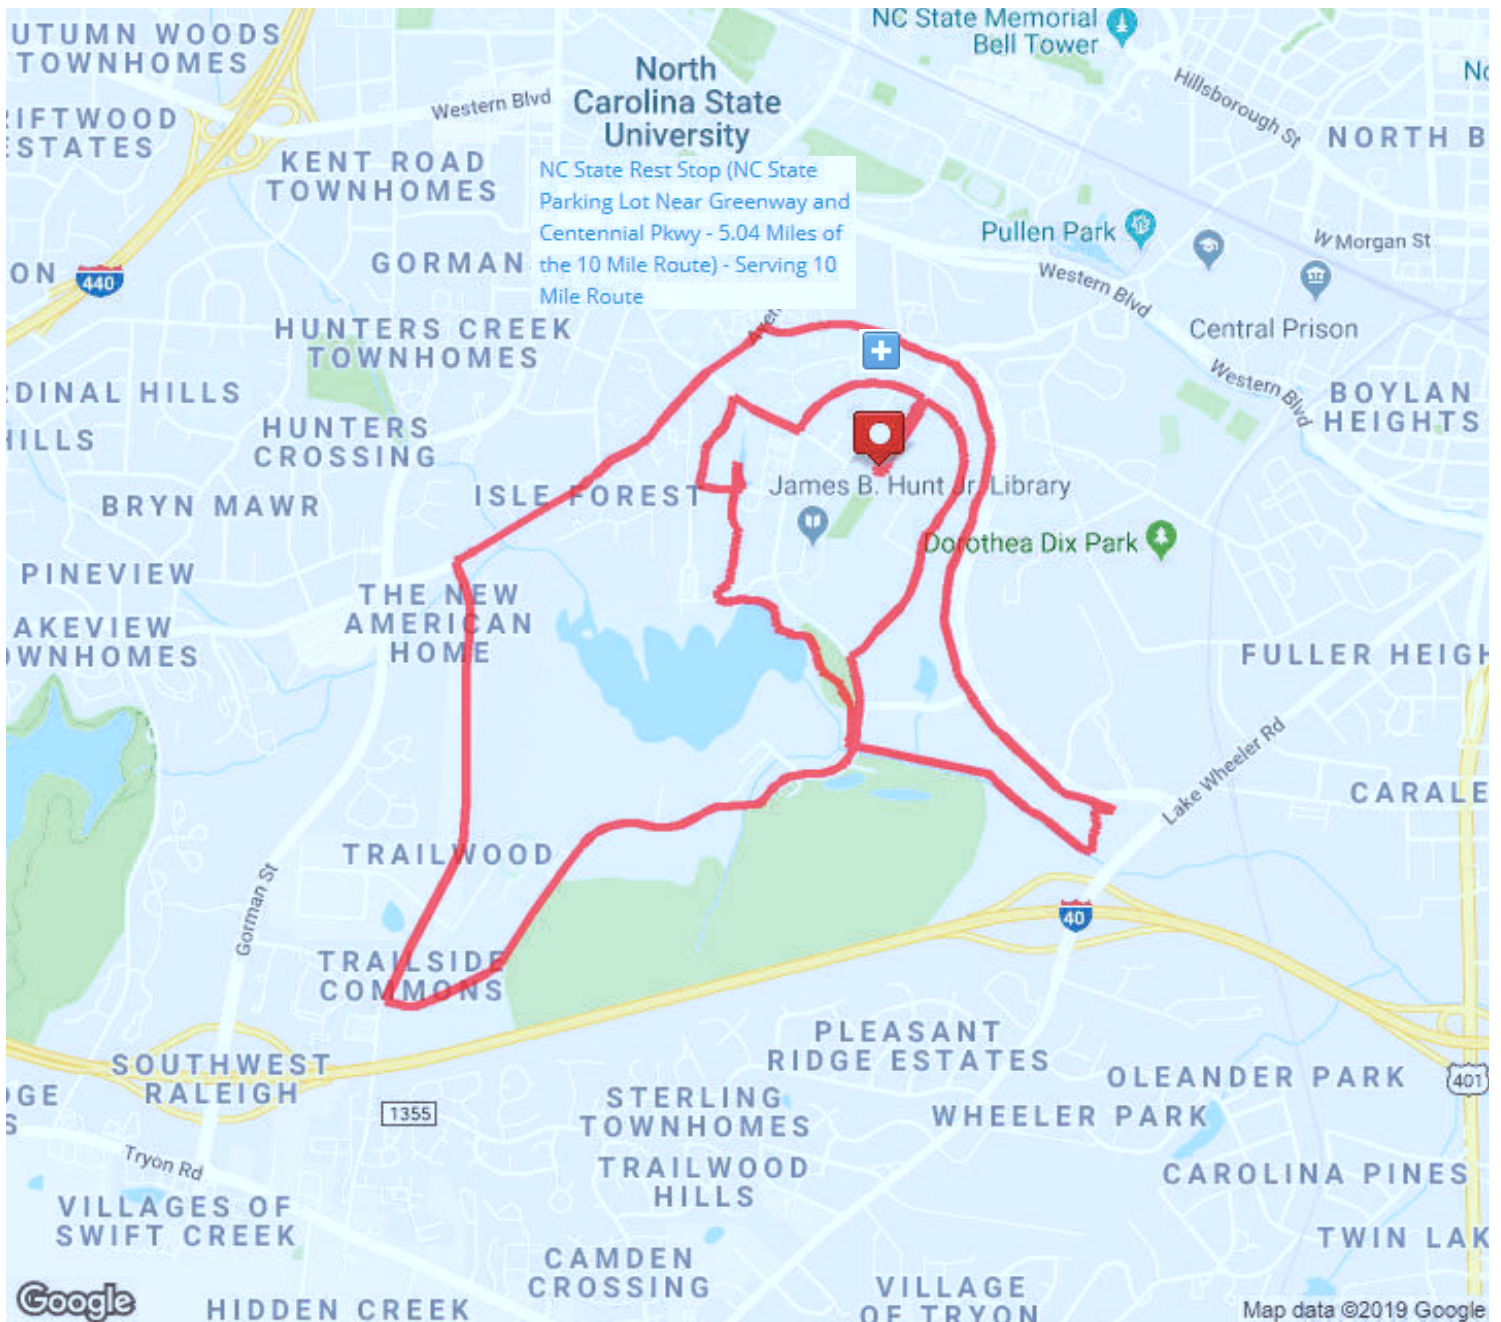 NC State Memorial
Bell Tower
UTUMN WOODS
TOWNHOMES
North
Carolina State
University
Western Blvd
Hillsborough St
RIFTWOOD
ESTATES
NORTH B
KENT ROAD
TOWNHOMES
NC State Rest Stop (NC State
Parking Lot Near Greenway and
Centennial Pkwy - 5.04 Miles of
the 10 Mile Route) - Serving 10
Mile Route
Pullen Park
W Morgan St
ON
440
GORMAN
Western Blvd
HUNTERS CREEK
TOWNHOMES
Central Prison
Western Blvd
RDINAL HILLS
HILLS
BOYLAN
HEIGHTS
HUNTERS
CROSSING
ISLE FOREST
James B. Hunt Jr. Library
BRYN MAWR
Dorothea Dix Park
PINEVIEW
THE NEW
AMERICAN
HOME
AKEVIEW
OWNHOMES
FULLER HEIGH
Lake Wheeler Rd
CARALE
TRAILWOOD
Gorman St
40
TRAILSIDE
COMMONS
PLEASANT
RIDGE ESTATES
SOUTHWEST
RALEIGH
OLEANDER PARK
401
DGE
S
1355
STERLING
TOWNHOMES
WHEELER PARK
Tryon Rd
TRAILWOOD
HILLS
CAROLINA PINES
VILLAGES OF
SWIFT CREEK
TWIN LAK
CAMDEN
CROSSING
VILLAGE
OF TRYON
Google
HIDDEN CREEK
Map data ©2019 Google